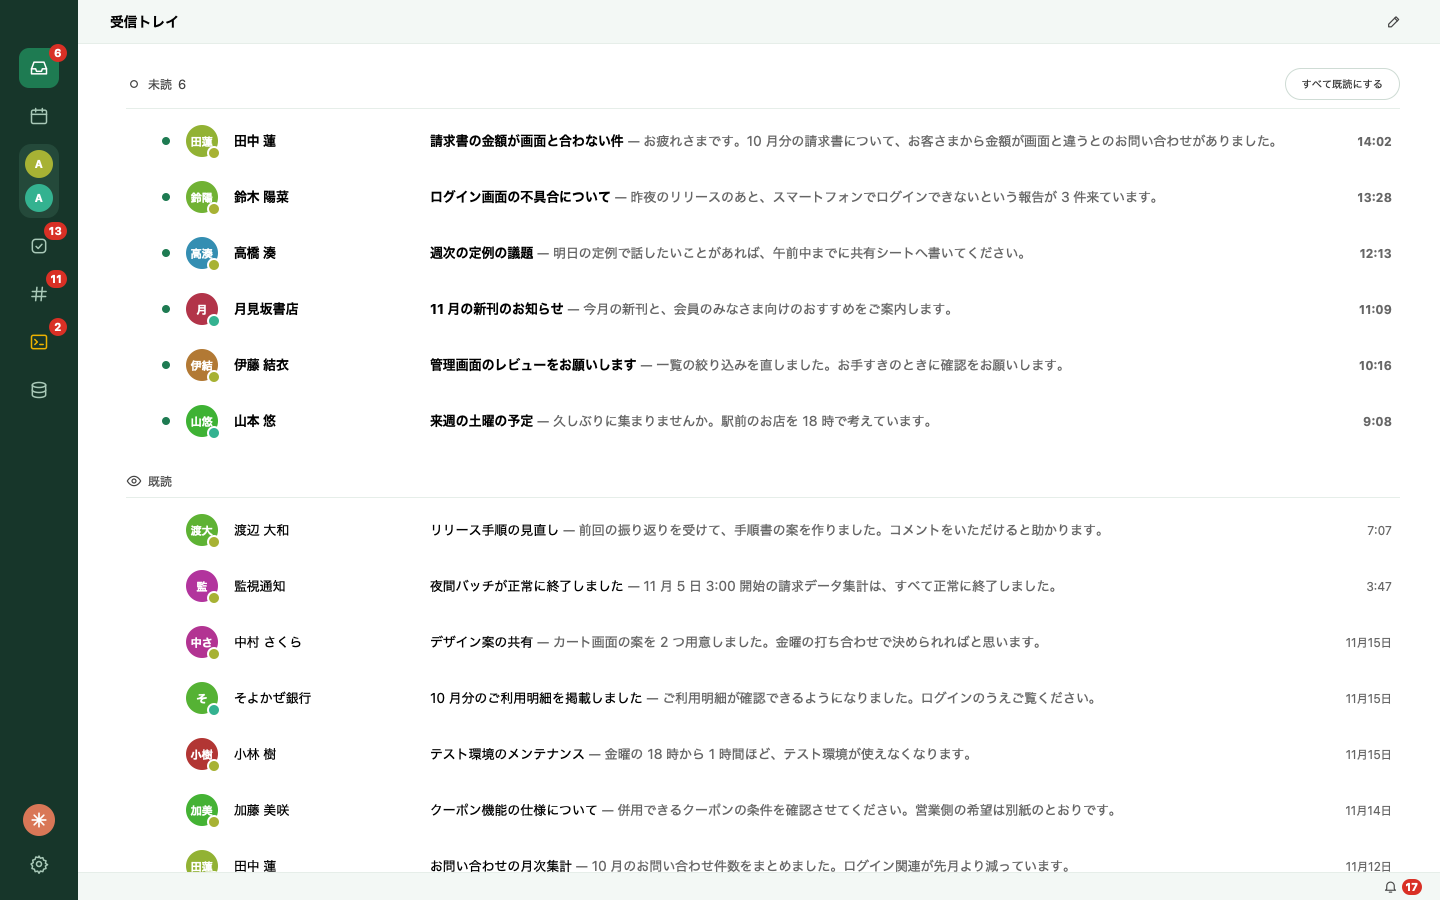 受信トレイ
6
A
A
13
11
2
未読 6
すべて既読にする
田蓮 田中 蓮 請求書の金額が画面と合わない件 — お疲れさまです。10 月分の請求書について、お客さまから金額が画面と違うとのお問い合わせがありました。 14:02
鈴陽 鈴木 陽菜 ログイン画面の不具合について — 昨夜のリリースのあと、スマートフォンでログインできないという報告が 3 件来ています。 13:28
高湊 高橋 湊 週次の定例の議題 — 明日の定例で話したいことがあれば、午前中までに共有シートへ書いてください。 12:13
月 月見坂書店 11 月の新刊のお知らせ — 今月の新刊と、会員のみなさま向けのおすすめをご案内します。 11:09
伊結 伊藤 結衣 管理画面のレビューをお願いします — 一覧の絞り込みを直しました。お手すきのときに確認をお願いします。 10:16
山悠 山本 悠 来週の土曜の予定 — 久しぶりに集まりませんか。駅前のお店を 18 時で考えています。 9:08
既読
渡大 渡辺 大和 リリース手順の見直し — 前回の振り返りを受けて、手順書の案を作りました。コメントをいただけると助かります。 7:07
監 監視通知 夜間バッチが正常に終了しました — 11 月 5 日 3:00 開始の請求データ集計は、すべて正常に終了しました。 3:47
中さ 中村 さくら デザイン案の共有 — カート画面の案を 2 つ用意しました。金曜の打ち合わせで決められればと思います。 11月15日
そ そよかぜ銀行 10 月分のご利用明細を掲載しました — ご利用明細が確認できるようになりました。ログインのうえご覧ください。 11月15日
小樹 小林 樹 テスト環境のメンテナンス — 金曜の 18 時から 1 時間ほど、テスト環境が使えなくなります。 11月15日
加美 加藤 美咲 クーポン機能の仕様について — 併用できるクーポンの条件を確認させてください。営業側の希望は別紙のとおりです。 11月14日
田蓮 田中 蓮 お問い合わせの月次集計 — 10 月のお問い合わせ件数をまとめました。ログイン関連が先月より減っています。 11月12日
17